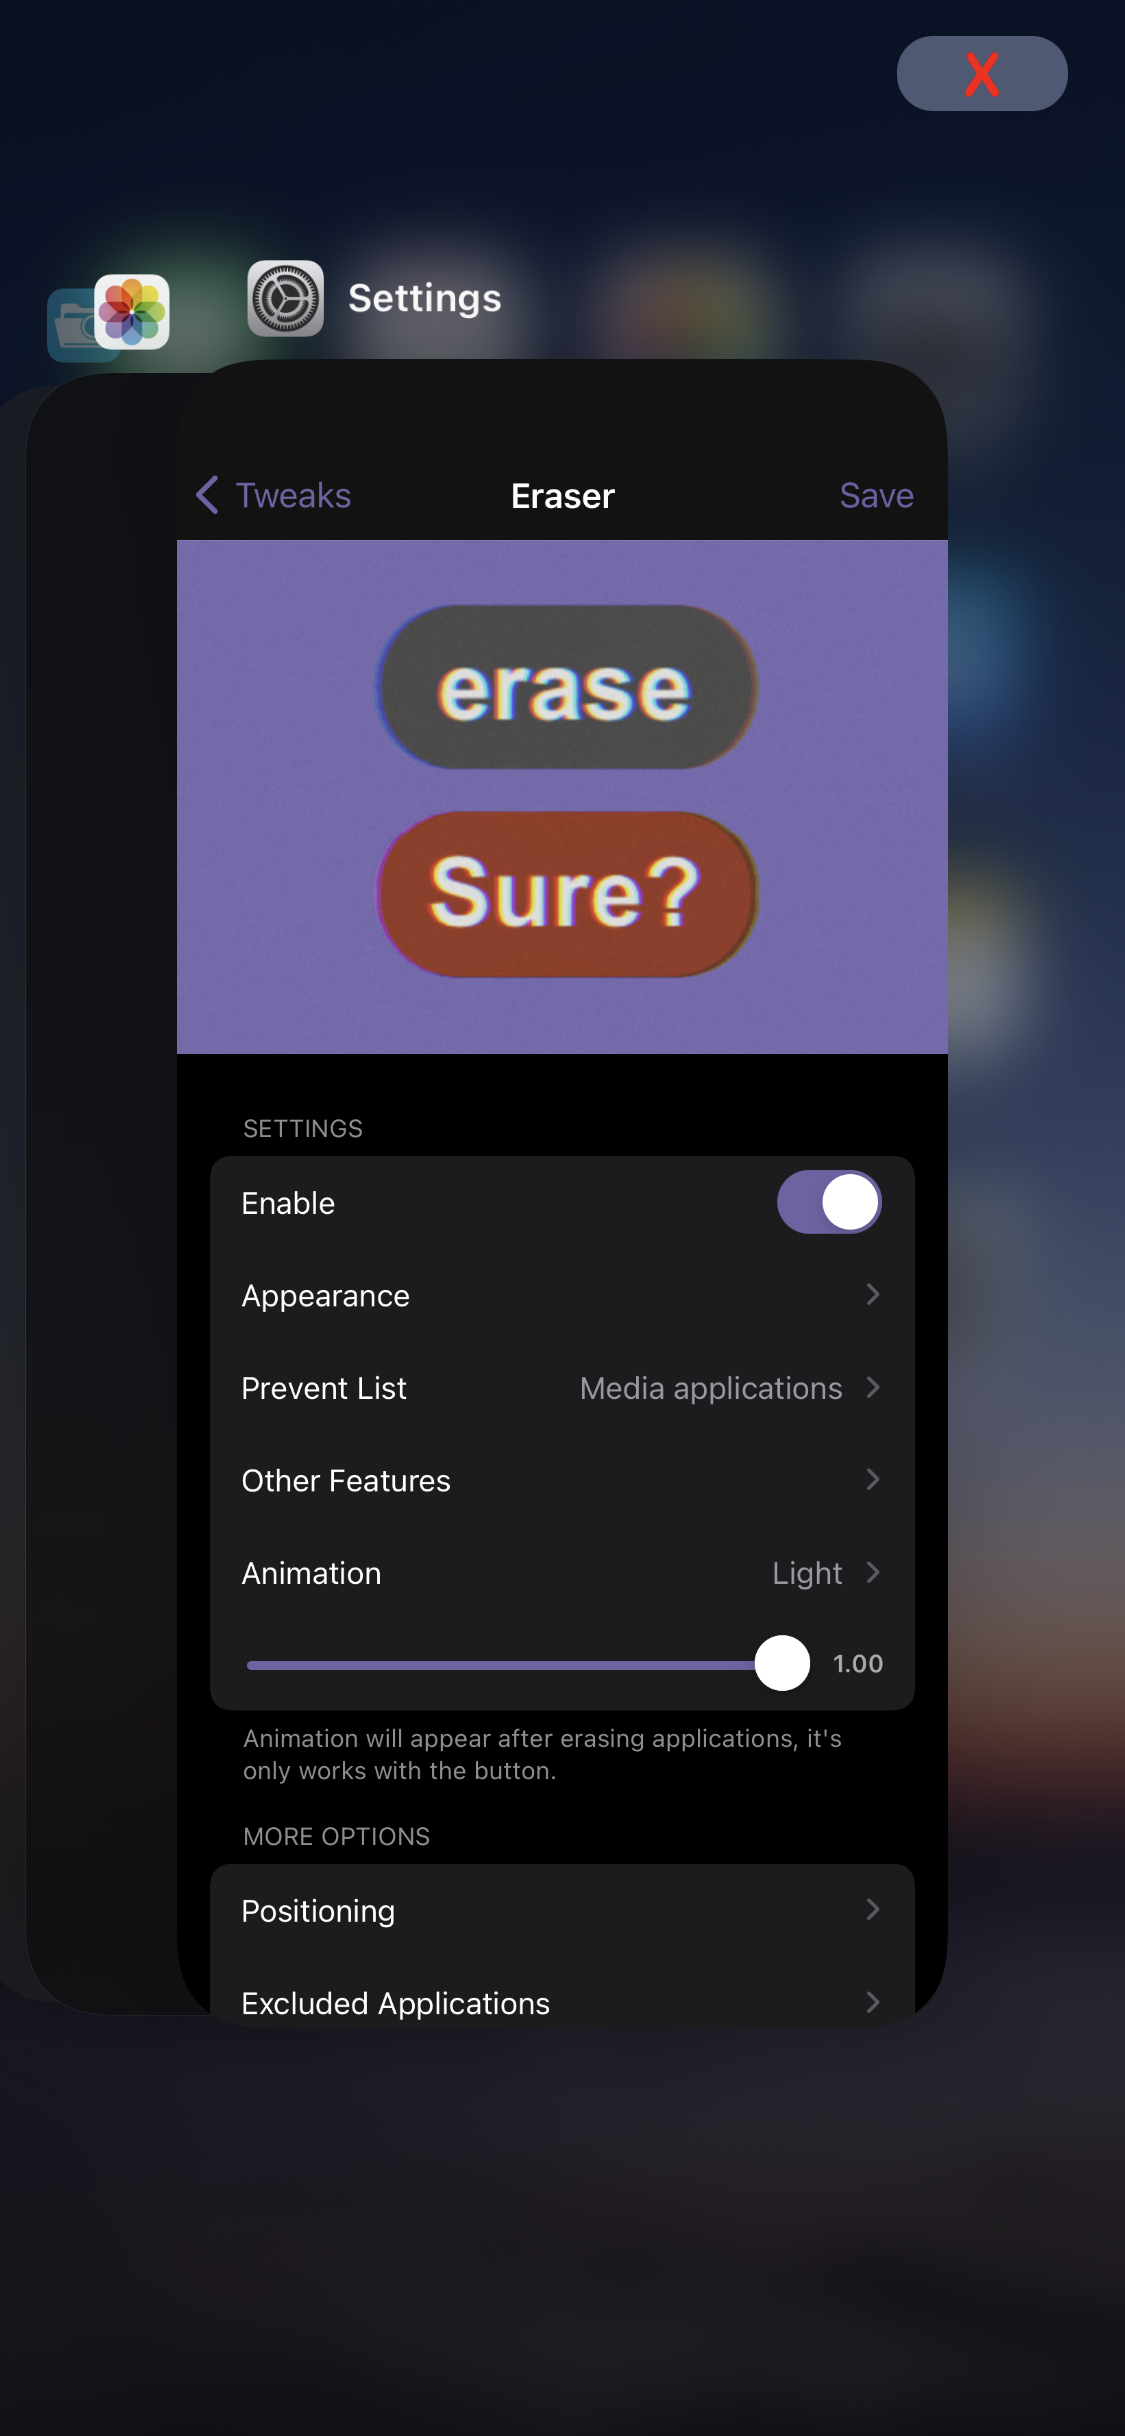 X
Settings
Tweaks
Eraser
Save
erase
Sure?
SETTINGS
Enable
Appearance
Prevent List
Media applications
Other Features
Animation
Light
1.00
Animation will appear after erasing applications, it's
only works with the button.
MORE OPTIONS
Positioning
Excluded Applications